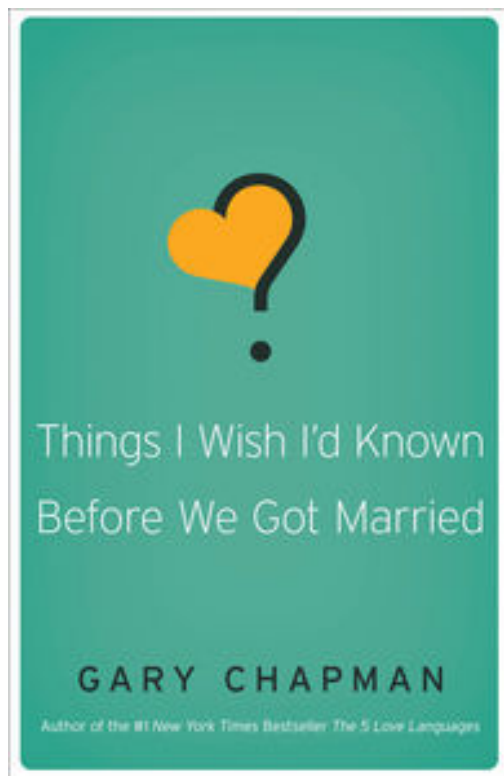 Things I Wish I'd Known
Before We Got Married
GARY CHAPMAN
Author of the #1 New York Times Bestseller The 5 Love Languages